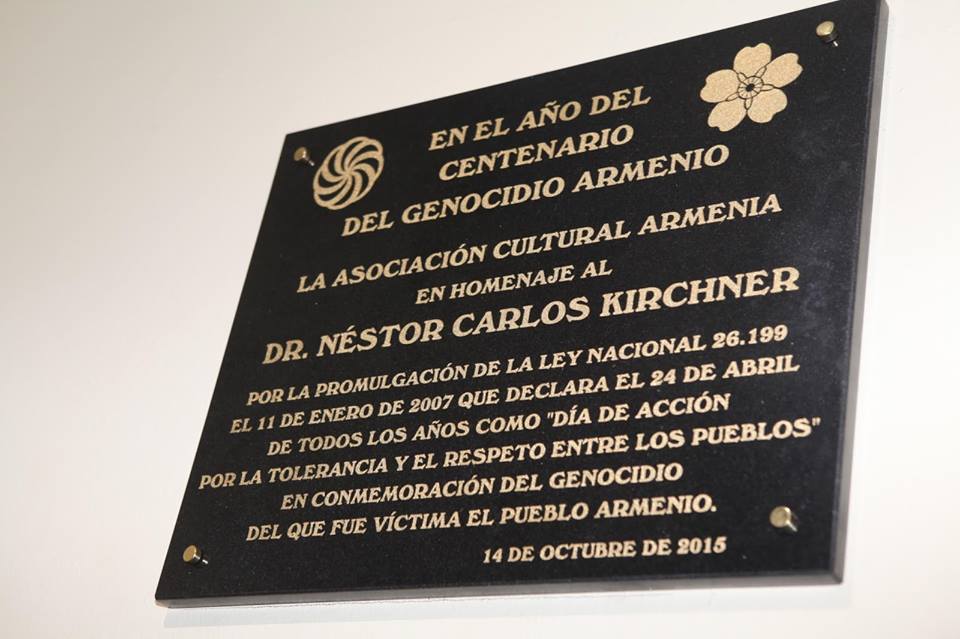 EN EL AÑO DEL
CENTENARIO
DEL GENOCIDIO ARMENIO
LA ASOCIACIÓN CULTURAL ARMENIA
EN HOMENAJE AL
DR. NÉSTOR CARLOS KIRCHNER
POR LA PROMULGACIÓN DE LA LEY NACIONAL 26.199
EL 11 DE ENERO DE 2007 QUE DECLARA EL 24 DE ABRIL
DE TODOS LOS AÑOS COMO "DÍA DE ACCIÓN
POR LA TOLERANCIA Y EL RESPETO ENTRE LOS PUEBLOS"
EN CONMEMORACIÓN DEL GENOCIDIO
DEL QUE FUE VÍCTIMA EL PUEBLO ARMENIO.
14 DE OCTUBRE DE 2015